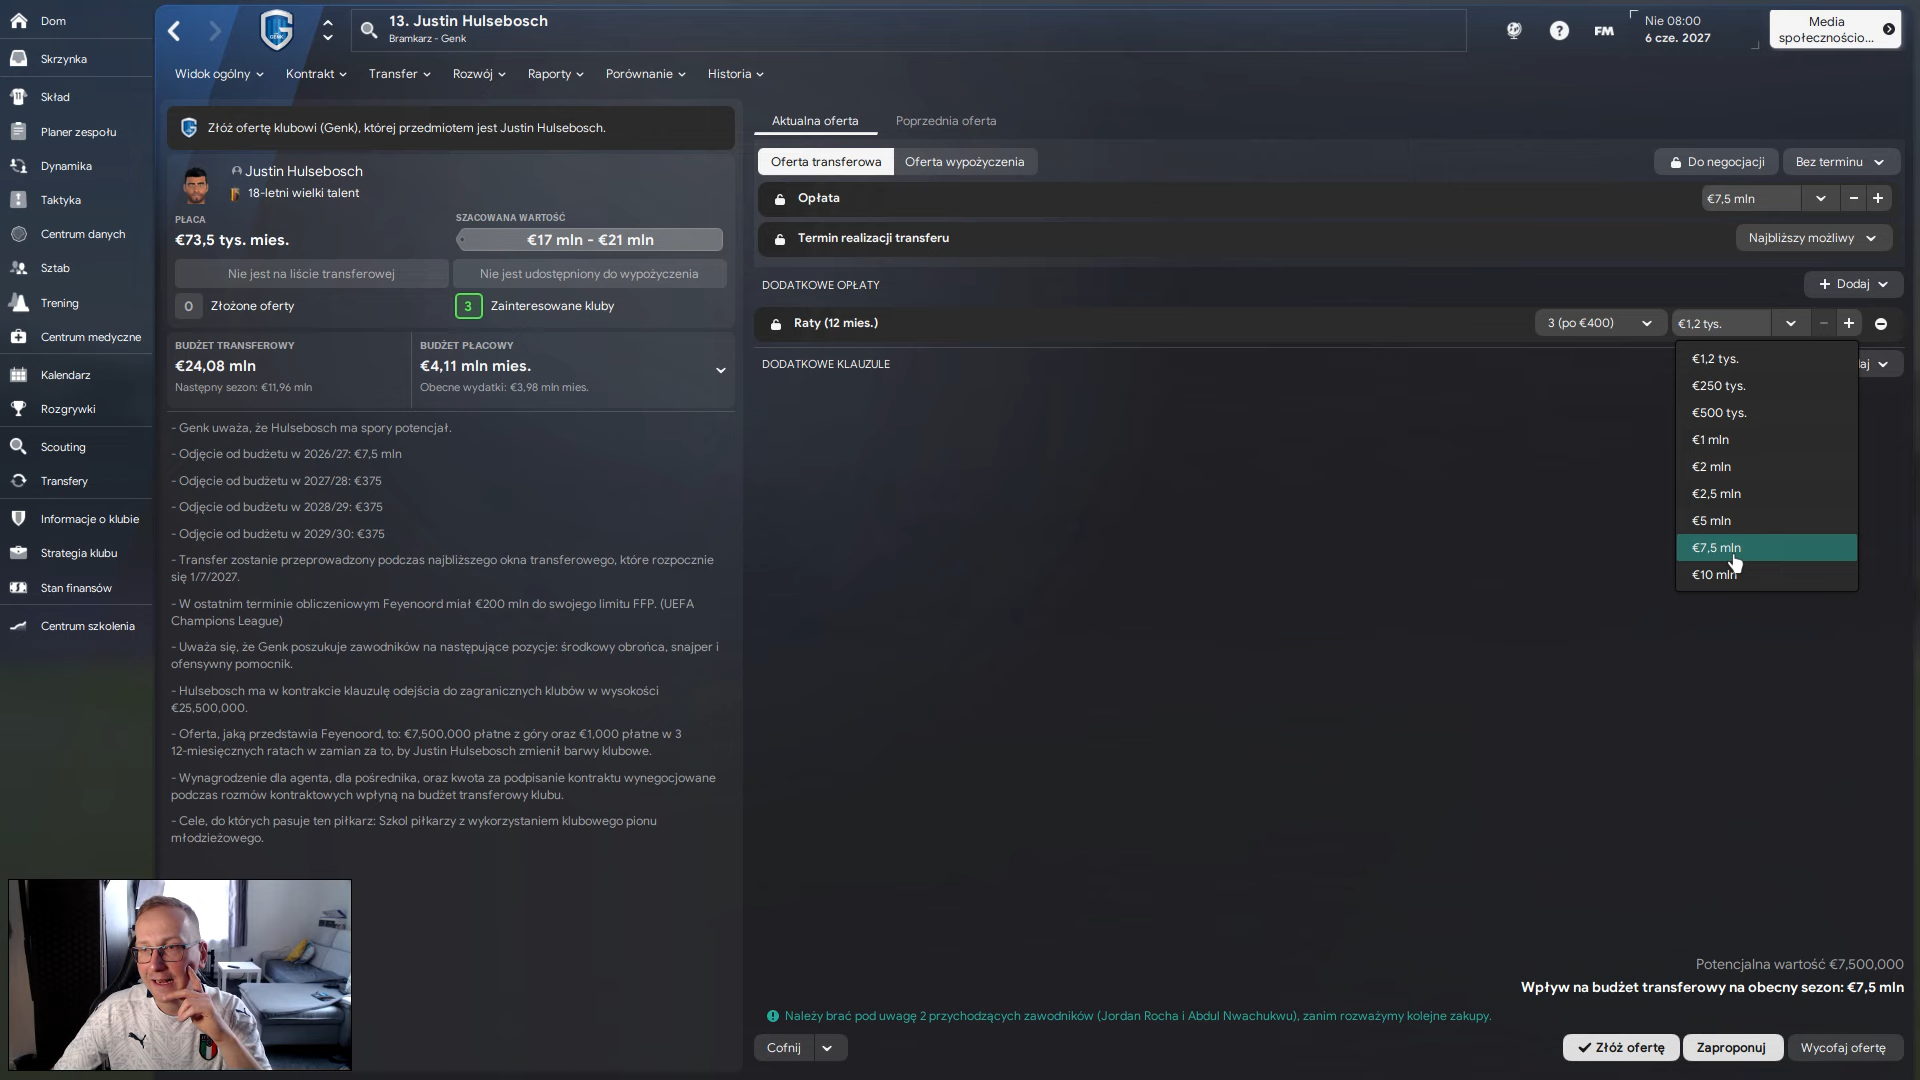 Dom
Skrzynka
Skład
Planer zespołu
Dynamika
Taktyka
Centrum danych
Sztab
Trening
Centrum medyczne
Kalendarz
Rozgrywki
Scouting
Transfery
Informacje o klubie
Strategia klubu
Stan finansów
Centrum szkolenia
GENK
13. Justin Hulsebosch
Bramkarz - Genk
FM
Nie 08:00
6 cze. 2027
Media
społecznościo...
Widok ogólny
Kontrakt
Transfer
Rozwój
Raporty
Porównanie
Historia
Złóż ofertę klubowi (Genk), której przedmiotem jest Justin Hulsebosch.
Justin Hulsebosch
18-letni wielki talent
PŁACA
€73,5 tys. mies.
SZACOWANA WARTOŚĆ
€17 mln - €21 mln
Nie jest na liście transferowej
Nie jest udostępniony do wypożyczenia
0 Złożone oferty
3 Zainteresowane kluby
BUDŻET TRANSFEROWY
€24,08 mln
Następny sezon: €11,96 mln
BUDŻET PŁACOWY
€4,11 mln mies.
Obecne wydatki: €3,98 mln mies.
- Genk uważa, że Hulsebosch ma spory potencjał.
- Odjęcie od budżetu w 2026/27: €7,5 mln
- Odjęcie od budżetu w 2027/28: €375
- Odjęcie od budżetu w 2028/29: €375
- Odjęcie od budżetu w 2029/30: €375
- Transfer zostanie przeprowadzony podczas najbliższego okna transferowego, które rozpocznie
się 1/7/2027.
- W ostatnim terminie obliczeniowym Feyenoord miał €200 mln do swojego limitu FFP. (UEFA
Champions League)
- Uważa się, że Genk poszukuje zawodników na następujące pozycje: środkowy obrońca, snajper i
ofensywny pomocnik.
- Hulsebosch ma w kontrakcie klauzulę odejścia do zagranicznych klubów w wysokości
€25,500,000.
- Oferta, jaką przedstawia Feyenoord, to: €7,500,000 płatne z góry oraz €1,000 płatne w 3
12-miesięcznych ratach w zamian za to, by Justin Hulsebosch zmienił barwy klubowe.
- Wynagrodzenie dla agenta, dla pośrednika, oraz kwota za podpisanie kontraktu wynegocjowane
podczas rozmów kontraktowych wpłyną na budżet transferowy klubu.
- Cele, do których pasuje ten piłkarz: Szkol piłkarzy z wykorzystaniem klubowego pionu
młodzieżowego.
Aktualna oferta
Poprzednia oferta
Oferta transferowa
Oferta wypożyczenia
Do negocjacji
Bez terminu
Opłata
€7,5 mln
Termin realizacji transferu
Najbliższy możliwy
DODATKOWE OPŁATY
Dodaj
Raty (12 mies.)
3 (po €400)
€1,2 tys.
DODATKOWE KLAUZULE
aj
€1,2 tys.
€250 tys.
€500 tys.
€1 mln
€2 mln
€2,5 mln
€5 mln
€7,5 mln
€10 mln
Potencjalna wartość €7,500,000
Wpływ na budżet transferowy na obecny sezon: €7,5 mln
Należy brać pod uwagę 2 przychodzących zawodników (Jordan Rocha i Abdul Nwachukwu), zanim rozważymy kolejne zakupy.
Cofnij
Złóż ofertę
Zaproponuj
Wycofaj ofertę